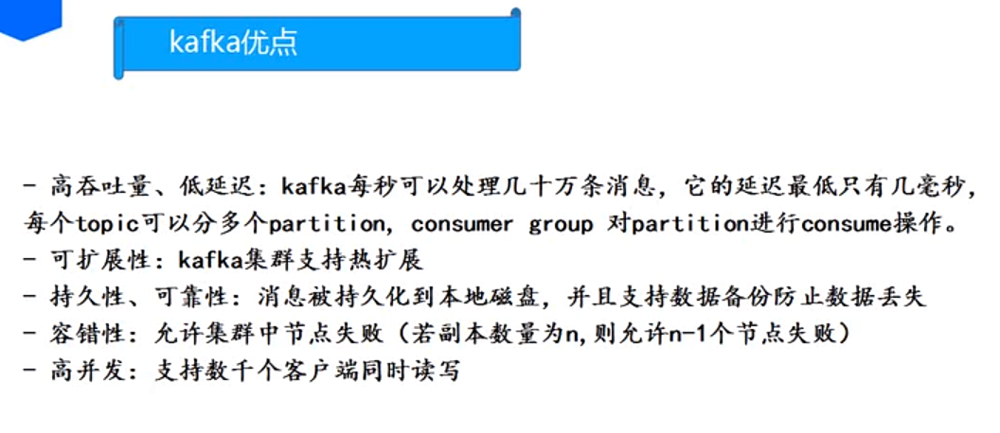 kafka优点
- 高吞吐量、低延迟：kafka每秒可以处理几十万条消息，它的延迟最低只有几毫秒，
每个topic可以分多个partition, consumer group 对partition进行consume操作。
- 可扩展性：kafka集群支持热扩展
- 持久性、可靠性：消息被持久化到本地磁盘，并且支持数据备份防止数据丢失
- 容错性：允许集群中节点失败（若副本数量为n,则允许n-1个节点失败）
- 高并发：支持数千个客户端同时读写